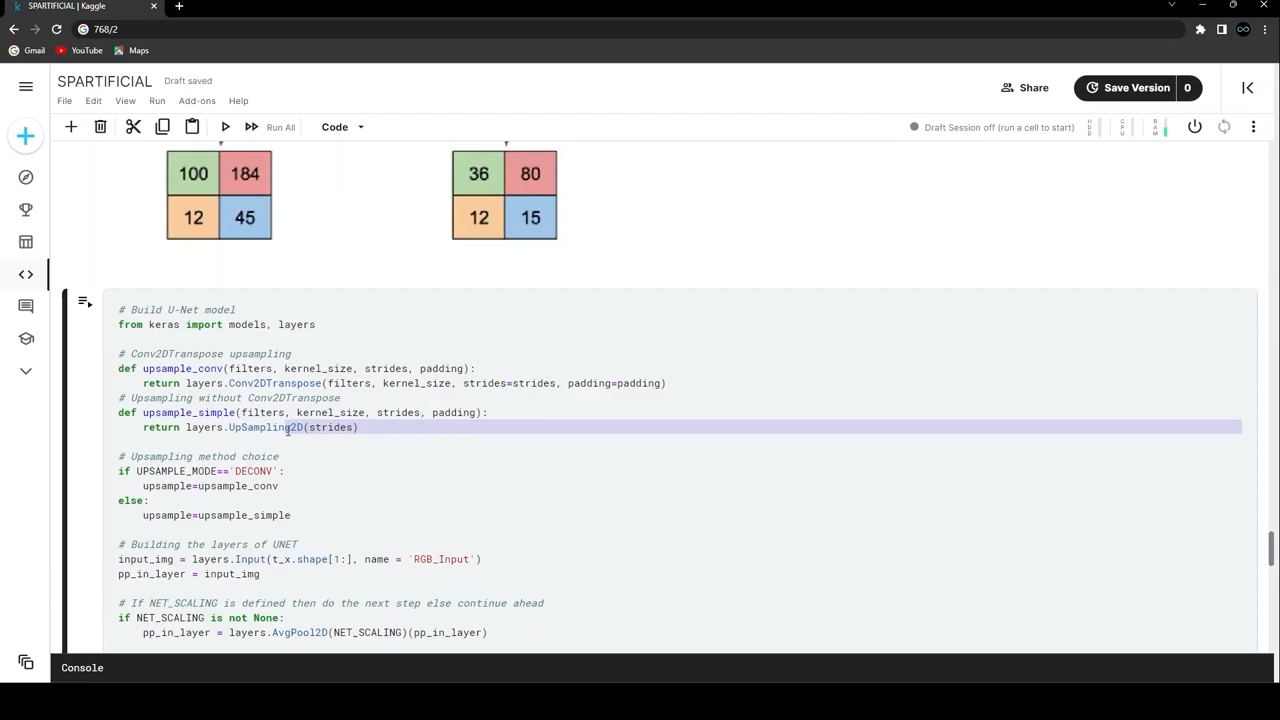 SPARTIFICIAL | Kaggle
768/2
Gmail YouTube Maps
SPARTIFICIAL Draft saved
File Edit View Run Add-ons Help
Share
Save Version 0
Run All Code
Draft Session off (run a cell to start)
HDD
CPU
RAM
100 184
12 45
36 80
12 15
# Build U-Net model
from keras import models, layers
# Conv2DTranspose upsampling
def upsample_conv(filters, kernel_size, strides, padding):
    return layers.Conv2DTranspose(filters, kernel_size, strides=strides, padding=padding)
# Upsampling without Conv2DTranspose
def upsample_simple(filters, kernel_size, strides, padding):
    return layers.UpSampling2D(strides)
# Upsampling method choice
if UPSAMPLE_MODE=='DECONV':
    upsample=upsample_conv
else:
    upsample=upsample_simple
# Building the layers of UNET
input_img = layers.Input(t_x.shape[1:], name = 'RGB_Input')
pp_in_layer = input_img
# If NET_SCALING is defined then do the next step else continue ahead
if NET_SCALING is not None:
    pp_in_layer = layers.AvgPool2D(NET_SCALING)(pp_in_layer)
Console